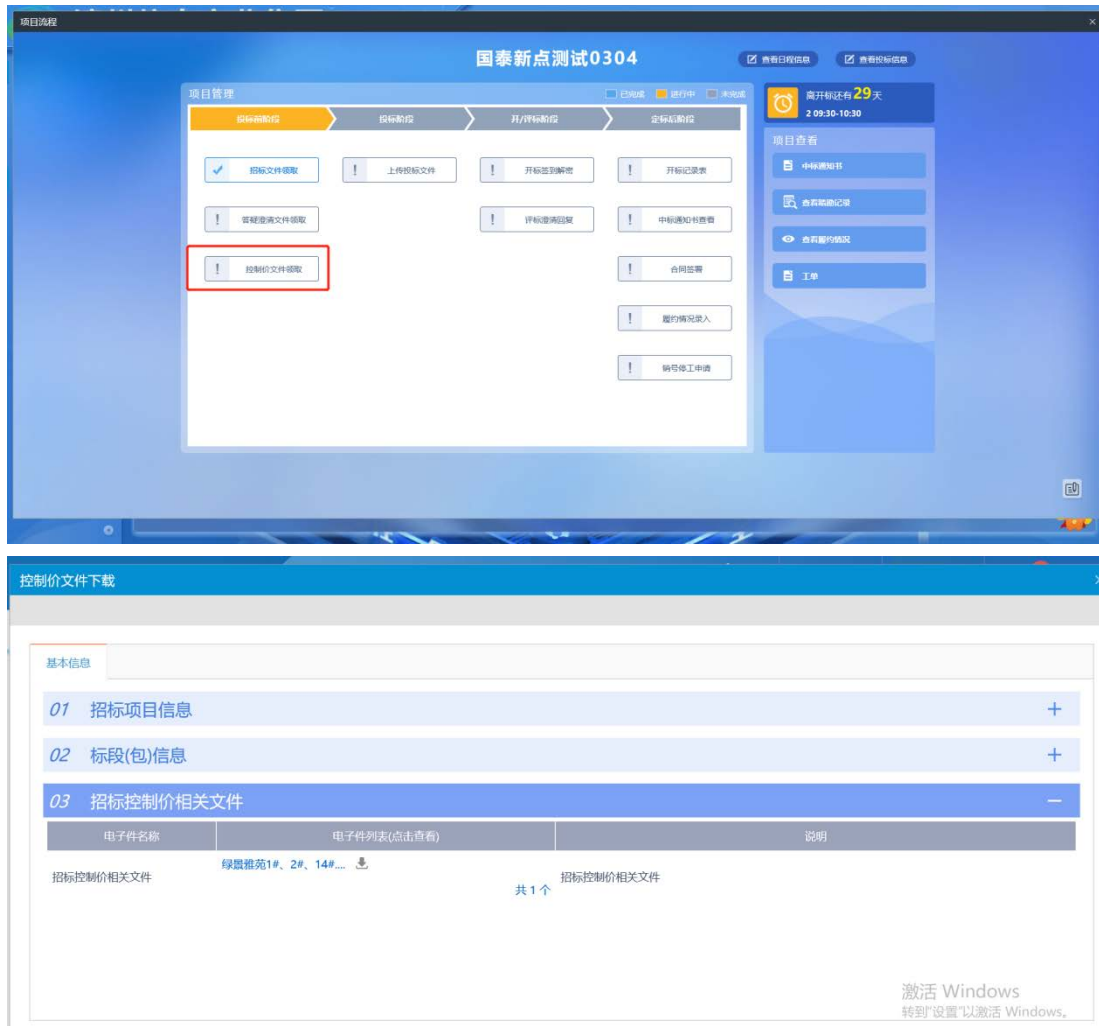 项目流程
×
国泰新点测试0304
查看日程信息
查看投标信息
项目管理
已完成
进行中
未完成
投标前阶段
投标阶段
开/评标阶段
定标后阶段
招标文件领取
上传投标文件
开标签到解密
开标记录表
答疑澄清文件领取
评标澄清回复
中标通知书查看
控制价文件领取
合同签署
履约情况录入
离开标还有29天
2 09:30-10:30
项目查看
中标通知书
查看履约情况
工单
控制价文件下载
基本信息
01 招标项目信息
02 标段(包)信息
03 招标控制价相关文件
电子件名称 电子件列表(点击查看) 说明
招标控制价相关文件 绿景雅苑1#、2#、14#.... 共1个 招标控制价相关文件
激活 Windows
转到"设置"以激活 Windows。